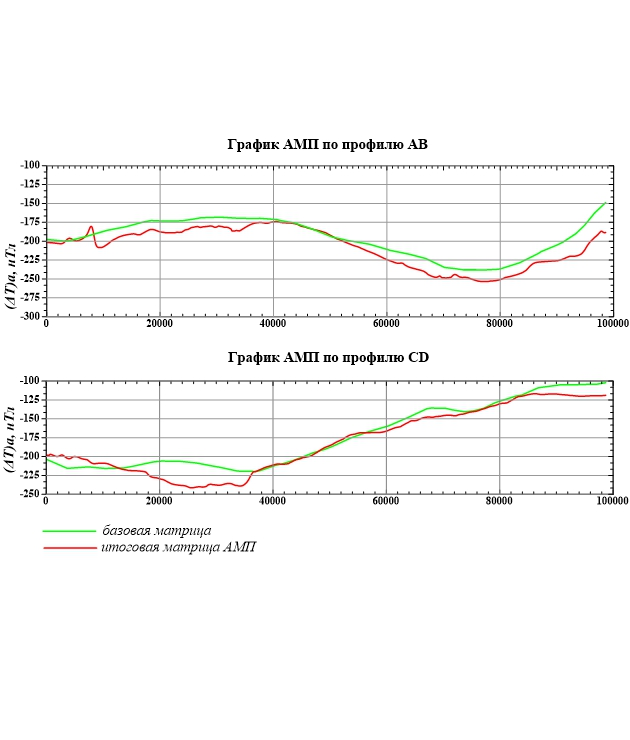 График АМП по профилю AB
-100
-125
-150
-175
-200
-225
-250
-275
-300
(ΔT)a, нТл
0 20000 40000 60000 80000 100000
График АМП по профилю CD
-100
-125
-150
-175
-200
-225
-250
(ΔT)a, нТл
0 20000 40000 60000 80000 100000
базовая матрица
итоговая матрица АМП